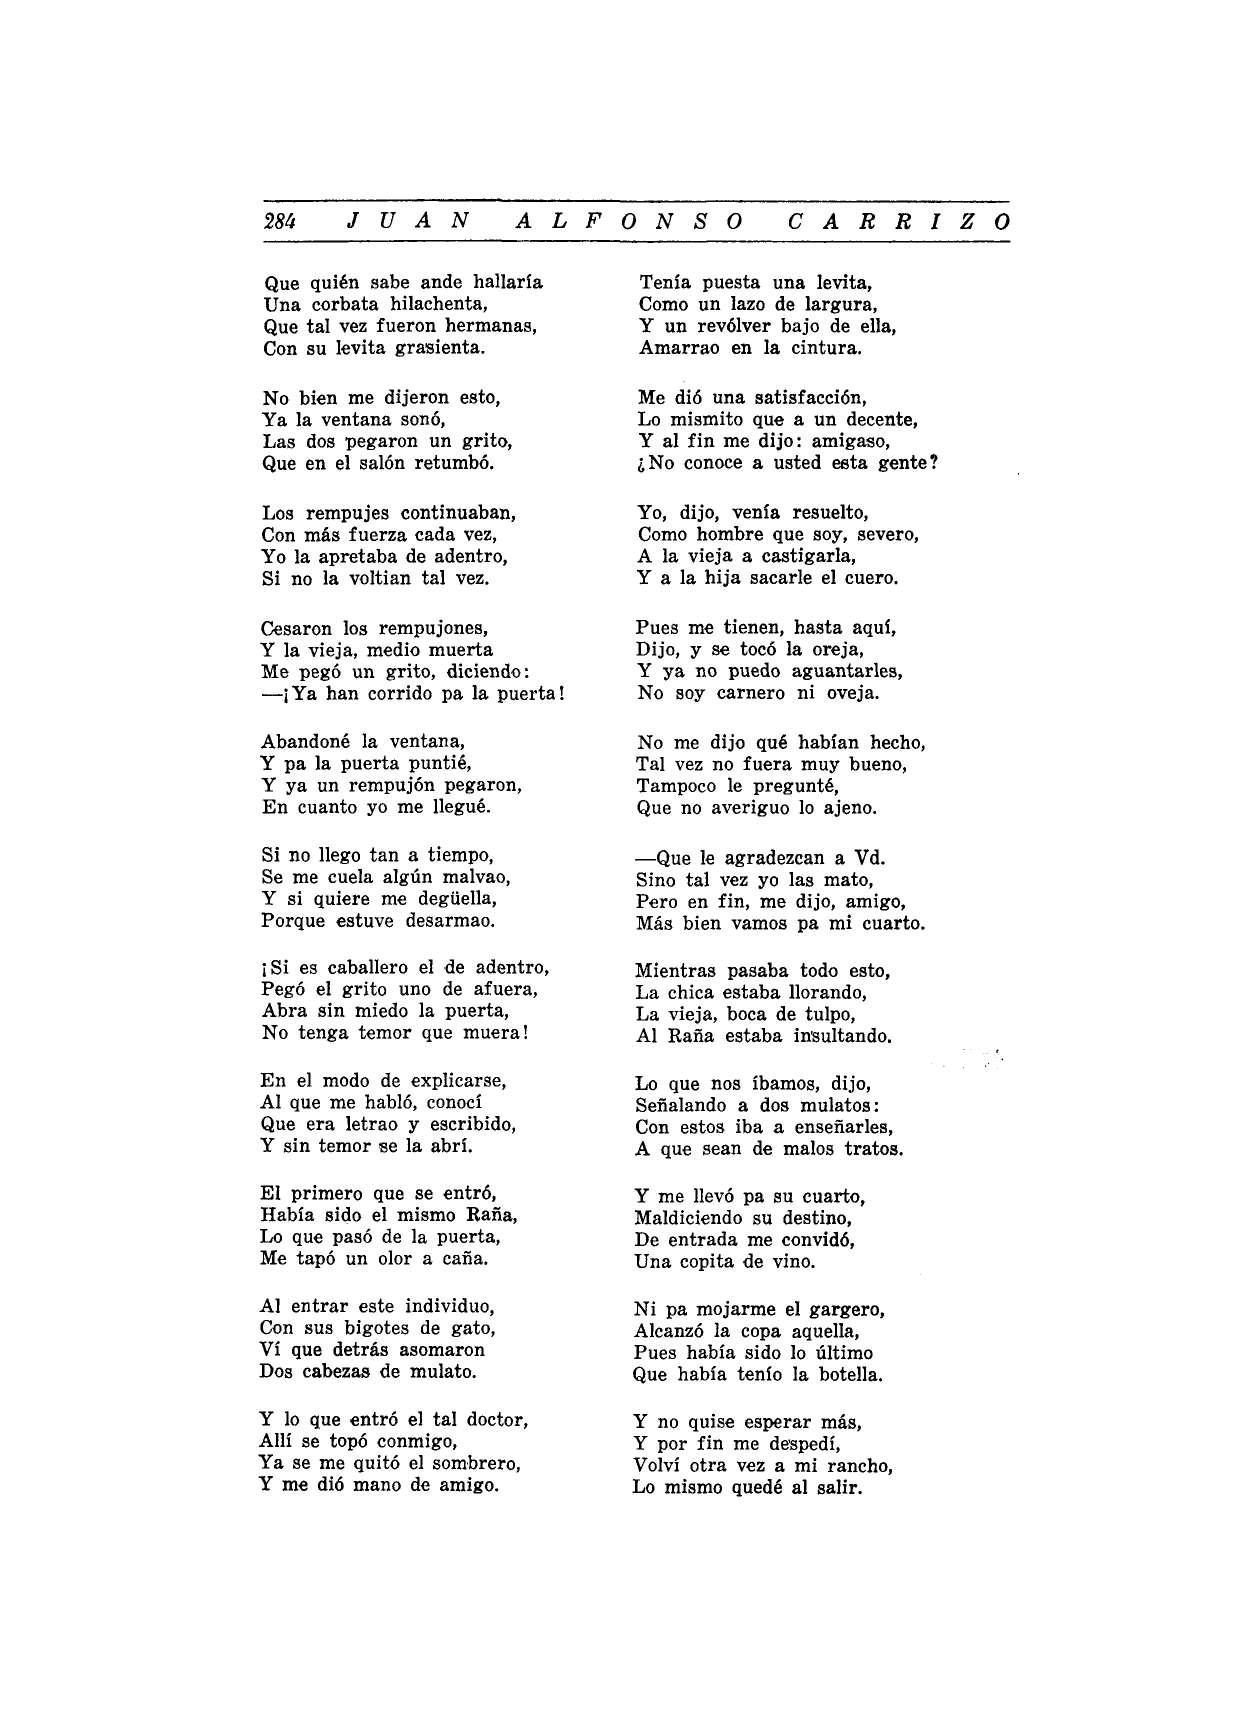 284 JUAN ALFONSO CARRIZO
Que quién sabe ande hallaría
Una corbata hilachenta,
Que tal vez fueron hermanas,
Con su levita grasienta.
No bien me dijeron esto,
Ya la ventana sonó,
Las dos pegaron un grito,
Que en el salón retumbó.
Los rempujes continuaban,
Con más fuerza cada vez,
Yo la apretaba de adentro,
Si no la voltian tal vez.
Cesaron los rempujones,
Y la vieja, medio muerta
Me pegó un grito, diciendo:
—¡Ya han corrido pa la puerta!
Abandoné la ventana,
Y pa la puerta puntié,
Y ya un rempujón pegaron,
En cuanto yo me llegué.
Si no llego tan a tiempo,
Se me cuela algún malvao,
Y si quiere me degüella,
Porque estuve desarmao.
¡Si es caballero el de adentro,
Pegó el grito uno de afuera,
Abra sin miedo la puerta,
No tenga temor que muera!
En el modo de explicarse,
Al que me habló, conocí
Que era letrao y escribido,
Y sin temor se la abrí.
El primero que se entró,
Había sido el mismo Raña,
Lo que pasó de la puerta,
Me tapó un olor a caña.
Al entrar este individuo,
Con sus bigotes de gato,
Ví que detrás asomaron
Dos cabezas de mulato.
Y lo que entró el tal doctor,
Allí se topó conmigo,
Ya se me quitó el sombrero,
Y me dió mano de amigo.
Tenía puesta una levita,
Como un lazo de largura,
Y un revólver bajo de ella,
Amarrao en la cintura.
Me dió una satisfacción,
Lo mismito que a un decente,
Y al fin me dijo: amigaso,
¿No conoce a usted esta gente?
Yo, dijo, venía resuelto,
Como hombre que soy, severo,
A la vieja a castigarla,
Y a la hija sacarle el cuero.
Pues me tienen, hasta aquí,
Dijo, y se tocó la oreja,
Y ya no puedo aguantarles,
No soy carnero ni oveja.
No me dijo qué habían hecho,
Tal vez no fuera muy bueno,
Tampoco le pregunté,
Que no averiguo lo ajeno.
—Que le agradezcan a Vd.
Sino tal vez yo las mato,
Pero en fin, me dijo, amigo,
Más bien vamos pa mi cuarto.
Mientras pasaba todo esto,
La chica estaba llorando,
La vieja, boca de tulpo,
Al Raña estaba insultando.
Lo que nos íbamos, dijo,
Señalando a dos mulatos:
Con estos iba a enseñarles,
A que sean de malos tratos.
Y me llevó pa su cuarto,
Maldiciendo su destino,
De entrada me convidó,
Una copita de vino.
Ni pa mojarme el gargero,
Alcanzó la copa aquella,
Pues había sido lo último
Que había tenío la botella.
Y no quise esperar más,
Y por fin me despedí,
Volví otra vez a mi rancho,
Lo mismo quedé al salir.